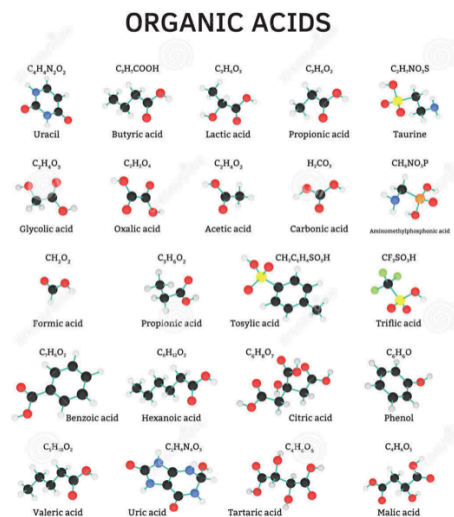 ORGANIC ACIDS
C₄H₄N₂O₂
C₃H₇COOH
C₃H₆O₃
C₃H₆O₂
C₂H₇NO₃S
Uracil
Butyric acid
Lactic acid
Propionic acid
Taurine
C₂H₄O₃
C₂H₂O₄
C₂H₄O₂
H₂CO₃
CH₆NO₃P
Glycolic acid
Oxalic acid
Acetic acid
Carbonic acid
Aminomethylphosphonic acid
CH₂O₂
C₃H₆O₂
CH₃C₆H₄SO₃H
CF₃SO₃H
Formic acid
Propionic acid
Tosylic acid
Triflic acid
C₆H₁₂O₂
C₆H₈O₇
C₆H₆O
Benzoic acid
Hexanoic acid
Citric acid
Phenol
C₅H₁₀O₂
C₅H₄N₄O₃
C₄H₆O₆
C₄H₆O₅
Valeric acid
Uric acid
Tartaric acid
Malic acid